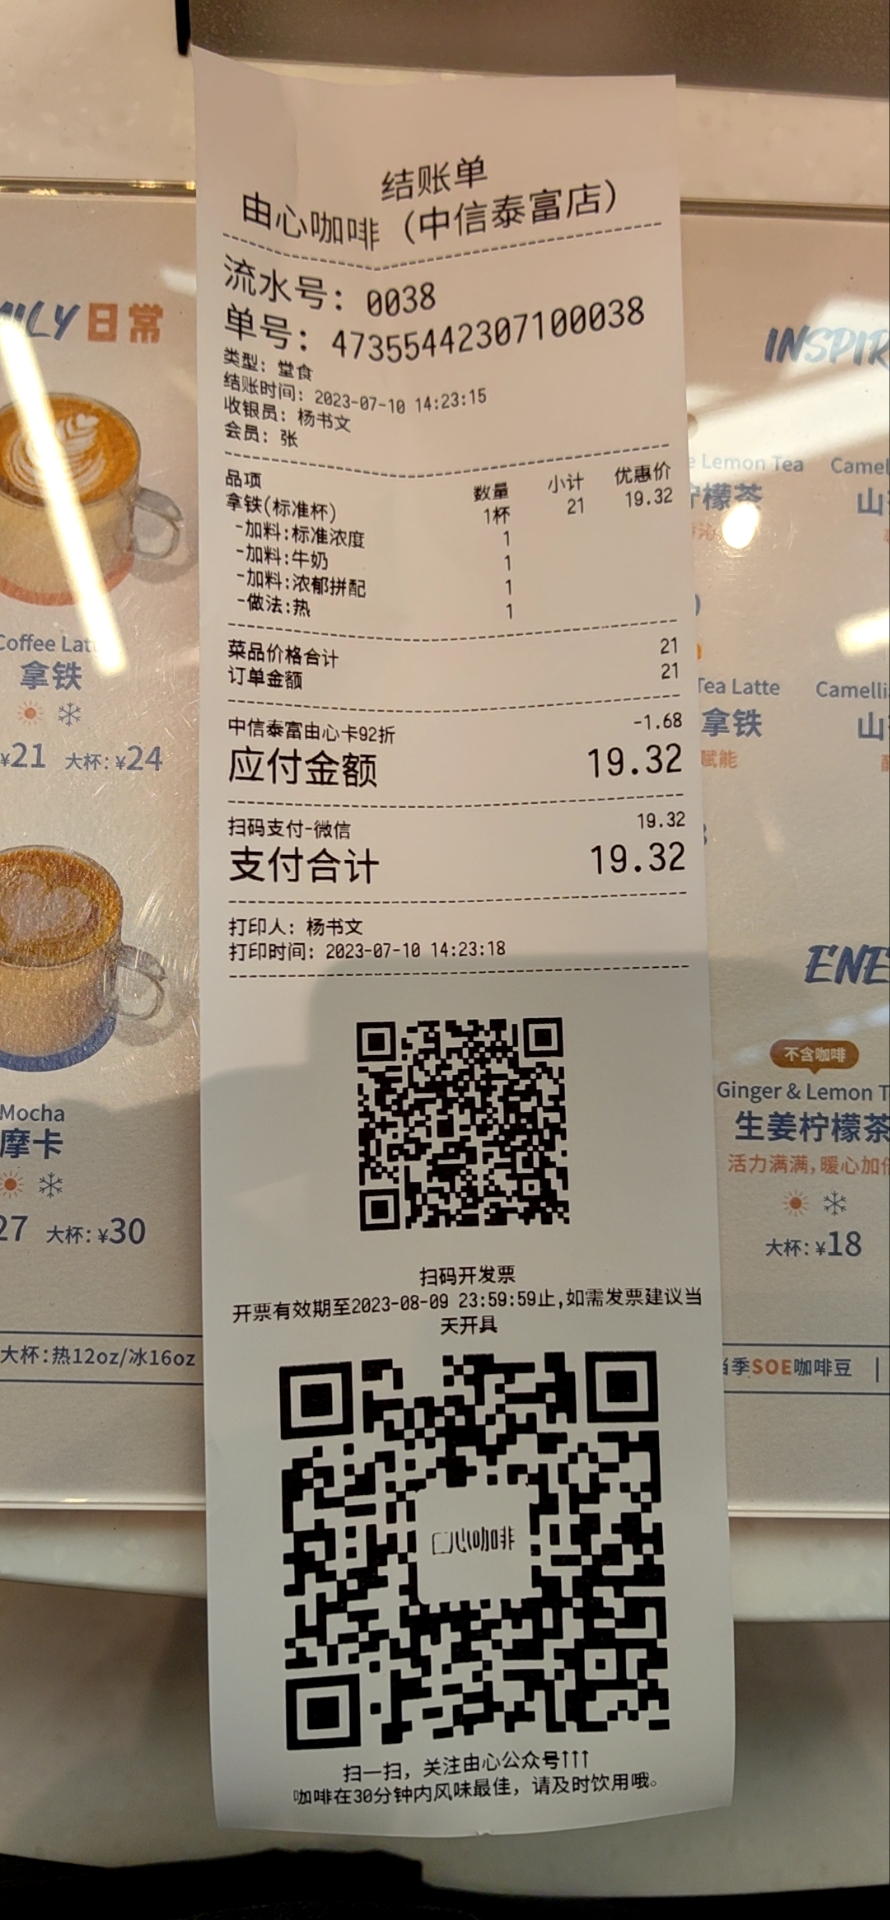 结账单
由心咖啡（中信泰富店）
流水号：0038
单号：47355442307100038
类型：堂食
结账时间：2023-07-10 14:23:15
收银员：杨书文
会员：张
品项 数量 小计 优惠价
拿铁(标准杯) 1杯 21 19.32
-加料:标准浓度 1
-加料:牛奶 1
-加料:浓郁拼配 1
-做法:热 1
菜品价格合计 21
订单金额 21
中信泰富由心卡92折 -1.68
应付金额 19.32
扫码支付-微信 19.32
支付合计 19.32
打印人：杨书文
打印时间：2023-07-10 14:23:18
扫码开发票
开票有效期至2023-08-09 23:59:59止,如需发票建议当
天开具
心咖啡
扫一扫，关注由心公众号↑↑↑
咖啡在30分钟内风味最佳，请及时饮用哦。
日常
Coffee
拿铁
¥21 大杯:¥24
Mocha
摩卡
27 大杯:¥30
大杯:热12oz/冰16oz
Lemon Tea
柠檬茶
山
Tea Latte
拿铁
赋能
山
不含咖啡
Ginger & Lemon T
生姜柠檬茶
活力满满,暖心加
大杯:¥18
当季SOE咖啡豆